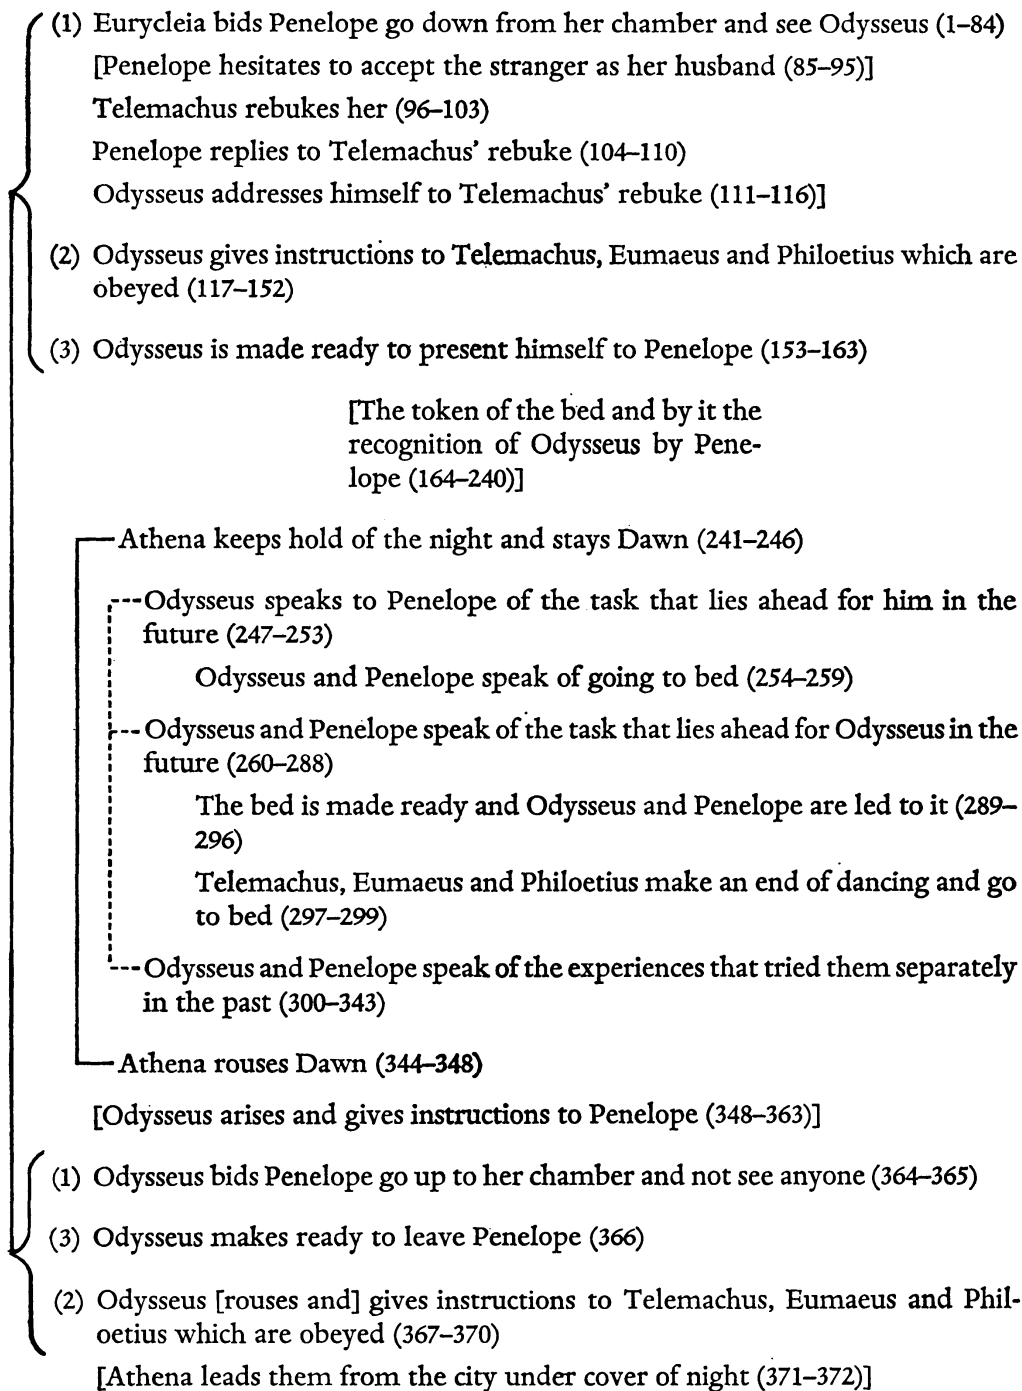 (1) Eurycleia bids Penelope go down from her chamber and see Odysseus (1–84)
[Penelope hesitates to accept the stranger as her husband (85–95)]
Telemachus rebukes her (96–103)
Penelope replies to Telemachus’ rebuke (104–110)
Odysseus addresses himself to Telemachus’ rebuke (111–116)]
(2) Odysseus gives instructions to Telemachus, Eumaeus and Philoetius which are
obeyed (117–152)
(3) Odysseus is made ready to present himself to Penelope (153–163)
[The token of the bed and by it the
recognition of Odysseus by Pene-
lope (164–240)]
Athena keeps hold of the night and stays Dawn (241–246)
Odysseus speaks to Penelope of the task that lies ahead for him in the
future (247–253)
Odysseus and Penelope speak of going to bed (254–259)
Odysseus and Penelope speak of the task that lies ahead for Odysseus in the
future (260–288)
The bed is made ready and Odysseus and Penelope are led to it (289–
296)
Telemachus, Eumaeus and Philoetius make an end of dancing and go
to bed (297–299)
Odysseus and Penelope speak of the experiences that tried them separately
in the past (300–343)
Athena rouses Dawn (344–348)
[Odysseus arises and gives instructions to Penelope (348–363)]
(1) Odysseus bids Penelope go up to her chamber and not see anyone (364–365)
(3) Odysseus makes ready to leave Penelope (366)
(2) Odysseus [rouses and] gives instructions to Telemachus, Eumaeus and Phil-
oetius which are obeyed (367–370)
[Athena leads them from the city under cover of night (371–372)]